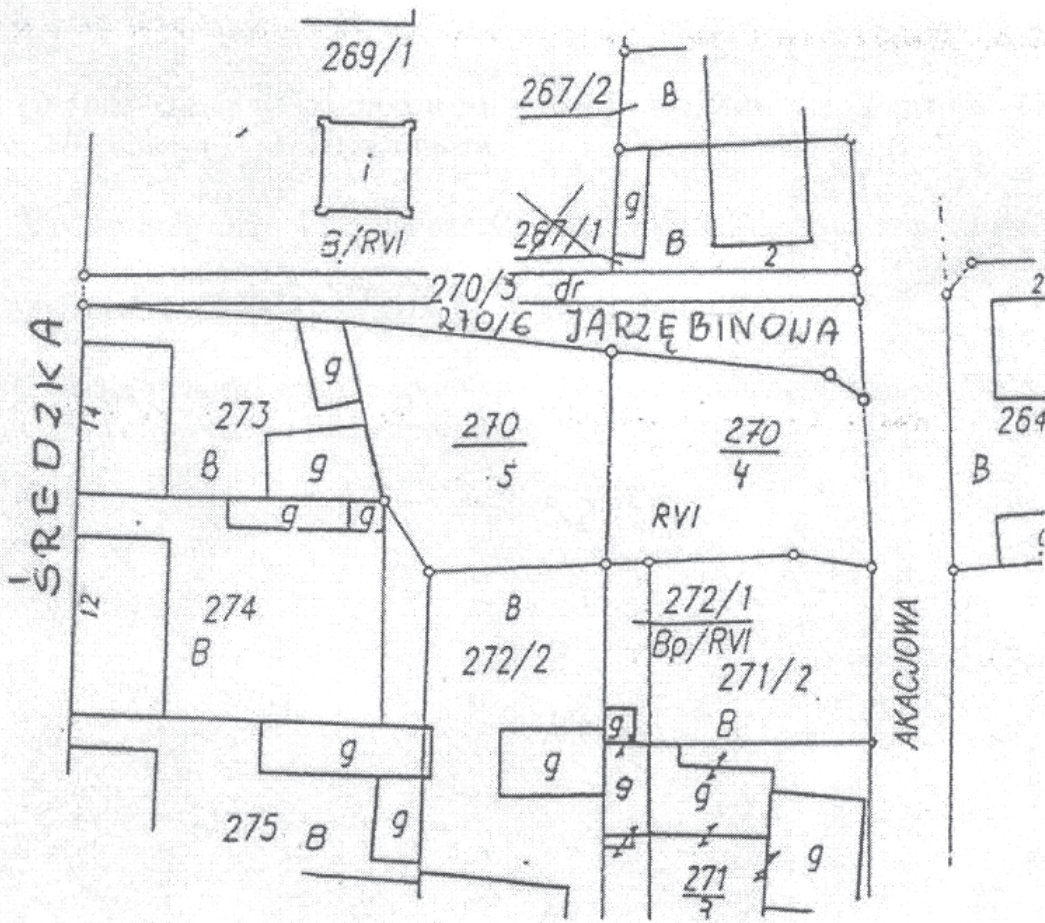 269/1
267/2
B
i
g
267/1
B
B/RVI
2
270/3 dr
270/6 JARZĘBINOWA
2
ŚREDZKA
14
g
273
270
5
270
4
264
B
g
B
g
g
RVI
g
12
274
B
B
272/2
272/1
Bp/RVI
271/2
B
AKACJOWA
g
g
g
g
g
g
g
275 B
271